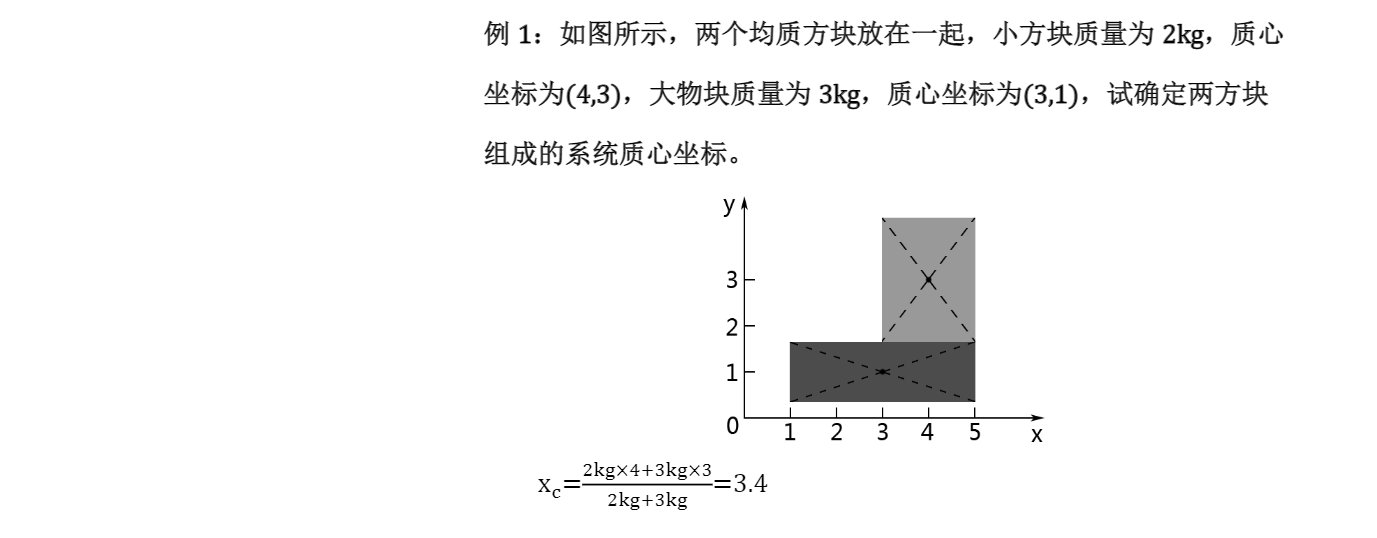 例 1：如图所示，两个均质方块放在一起，小方块质量为 2kg，质心
坐标为(4,3)，大物块质量为 3kg，质心坐标为(3,1)，试确定两方块
组成的系统质心坐标。
y
3
2
1
0
1 2 3 4 5 x
x_c=\frac{2kg×4+3kg×3}{2kg+3kg}=3.4